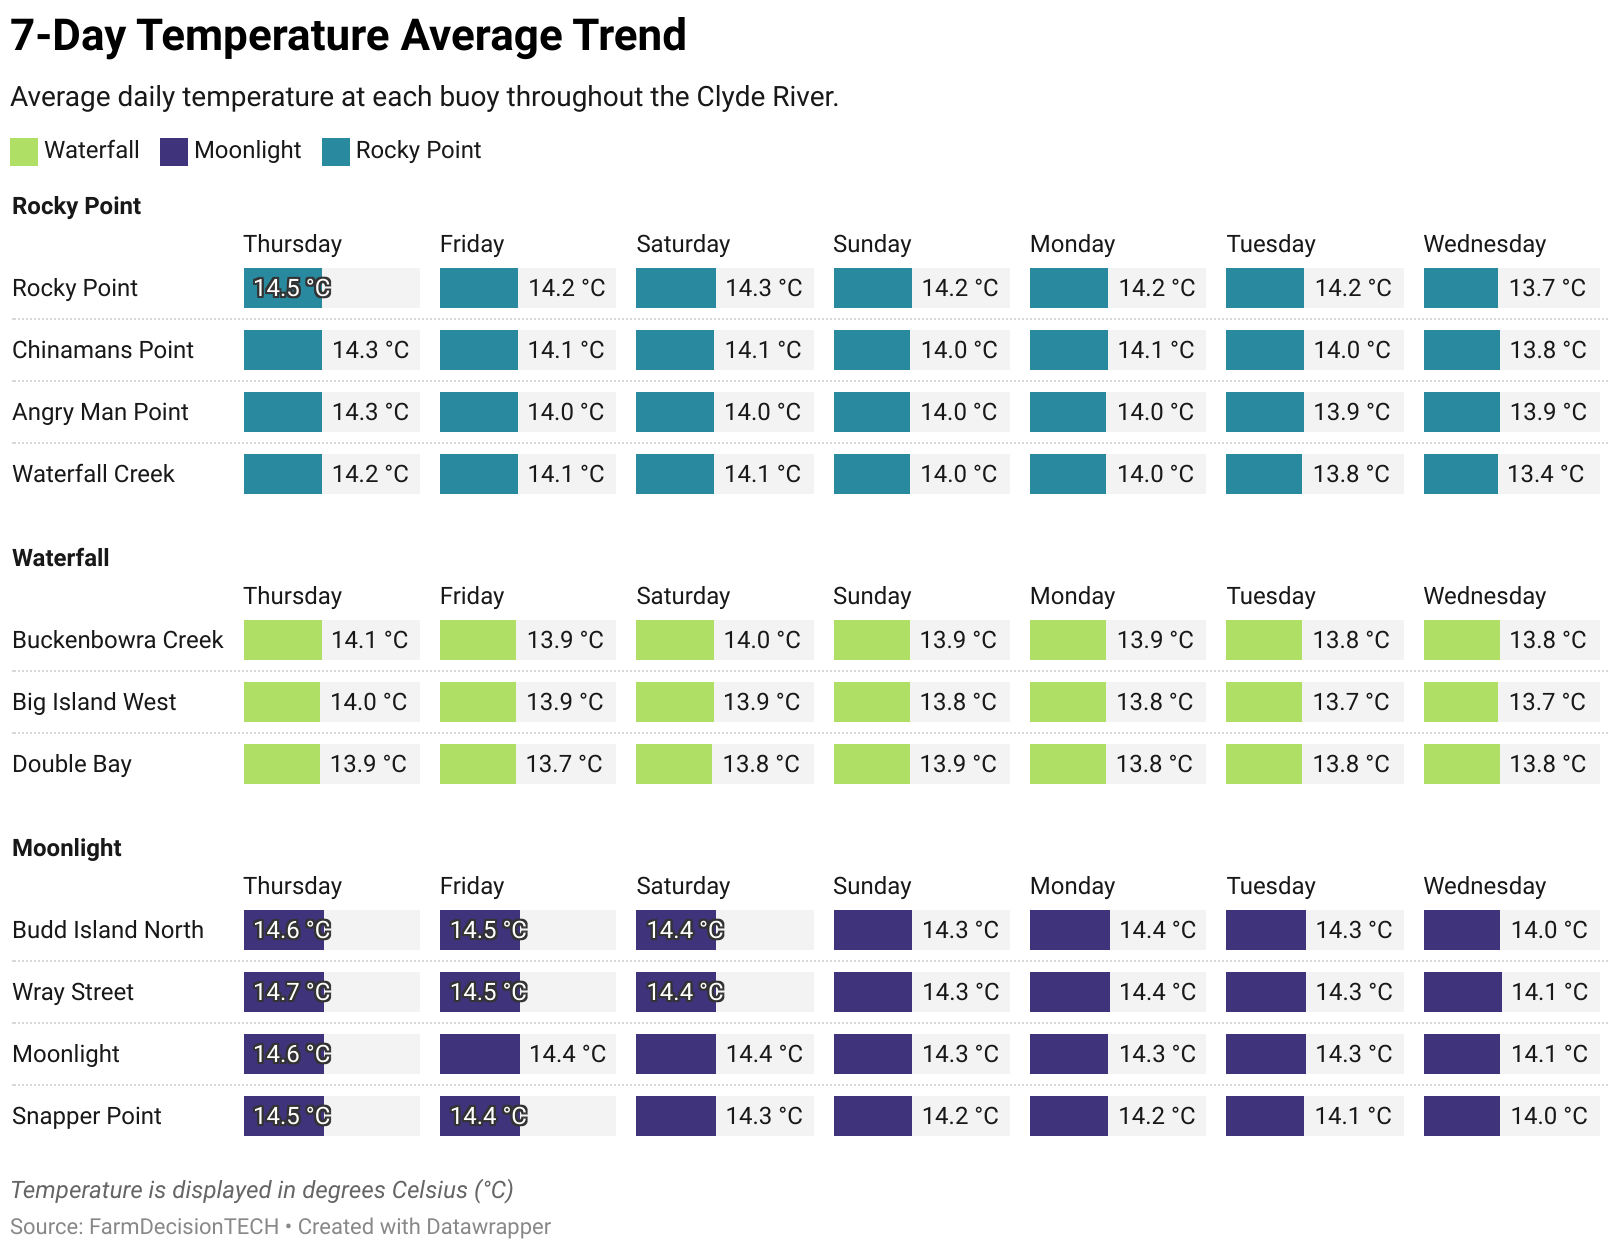 7-Day Temperature Average Trend
Average daily temperature at each buoy throughout the Clyde River.
Waterfall Moonlight Rocky Point
Rocky Point
Thursday Friday Saturday Sunday Monday Tuesday Wednesday
Rocky Point 14.5 °C 14.2 °C 14.3 °C 14.2 °C 14.2 °C 14.2 °C 13.7 °C
Chinamans Point 14.3 °C 14.1 °C 14.1 °C 14.0 °C 14.1 °C 14.0 °C 13.8 °C
Angry Man Point 14.3 °C 14.0 °C 14.0 °C 14.0 °C 14.0 °C 13.9 °C 13.9 °C
Waterfall Creek 14.2 °C 14.1 °C 14.1 °C 14.0 °C 14.0 °C 13.8 °C 13.4 °C
Waterfall
Thursday Friday Saturday Sunday Monday Tuesday Wednesday
Buckenbowra Creek 14.1 °C 13.9 °C 14.0 °C 13.9 °C 13.9 °C 13.8 °C 13.8 °C
Big Island West 14.0 °C 13.9 °C 13.9 °C 13.8 °C 13.8 °C 13.7 °C 13.7 °C
Double Bay 13.9 °C 13.7 °C 13.8 °C 13.9 °C 13.8 °C 13.8 °C 13.8 °C
Moonlight
Thursday Friday Saturday Sunday Monday Tuesday Wednesday
Budd Island North 14.6 °C 14.5 °C 14.4 °C 14.3 °C 14.4 °C 14.3 °C 14.0 °C
Wray Street 14.7 °C 14.5 °C 14.4 °C 14.3 °C 14.4 °C 14.3 °C 14.1 °C
Moonlight 14.6 °C 14.4 °C 14.4 °C 14.3 °C 14.3 °C 14.3 °C 14.1 °C
Snapper Point 14.5 °C 14.4 °C 14.3 °C 14.2 °C 14.2 °C 14.1 °C 14.0 °C
Temperature is displayed in degrees Celsius (°C)
Source: FarmDecisionTECH • Created with Datawrapper